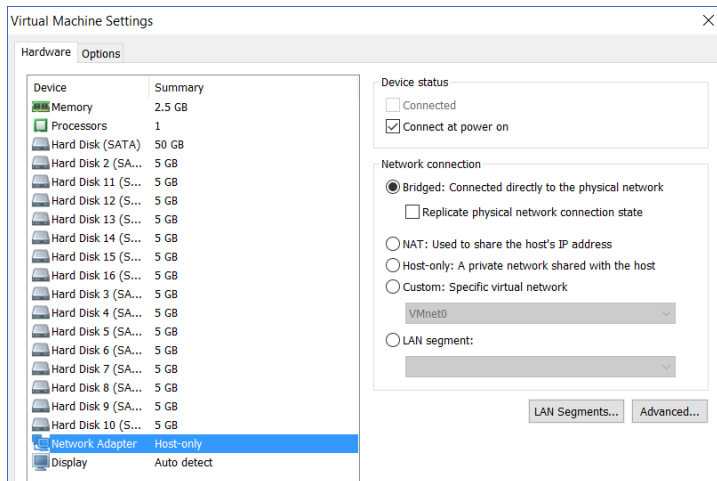 Virtual Machine Settings
Hardware Options
Device Summary
Memory 2.5 GB
Processors 1
Hard Disk (SATA) 50 GB
Hard Disk 2 (SA... 5 GB
Hard Disk 11 (S... 5 GB
Hard Disk 12 (S... 5 GB
Hard Disk 13 (S... 5 GB
Hard Disk 14 (S... 5 GB
Hard Disk 15 (S... 5 GB
Hard Disk 16 (S... 5 GB
Hard Disk 3 (SA... 5 GB
Hard Disk 4 (SA... 5 GB
Hard Disk 5 (SA... 5 GB
Hard Disk 6 (SA... 5 GB
Hard Disk 7 (SA... 5 GB
Hard Disk 8 (SA... 5 GB
Hard Disk 9 (SA... 5 GB
Hard Disk 10 (S... 5 GB
Network Adapter Host-only
Display Auto detect
Device status
Connected
Connect at power on
Network connection
Bridged: Connected directly to the physical network
Replicate physical network connection state
NAT: Used to share the host's IP address
Host-only: A private network shared with the host
Custom: Specific virtual network
VMnet0
LAN segment:
LAN Segments... Advanced...